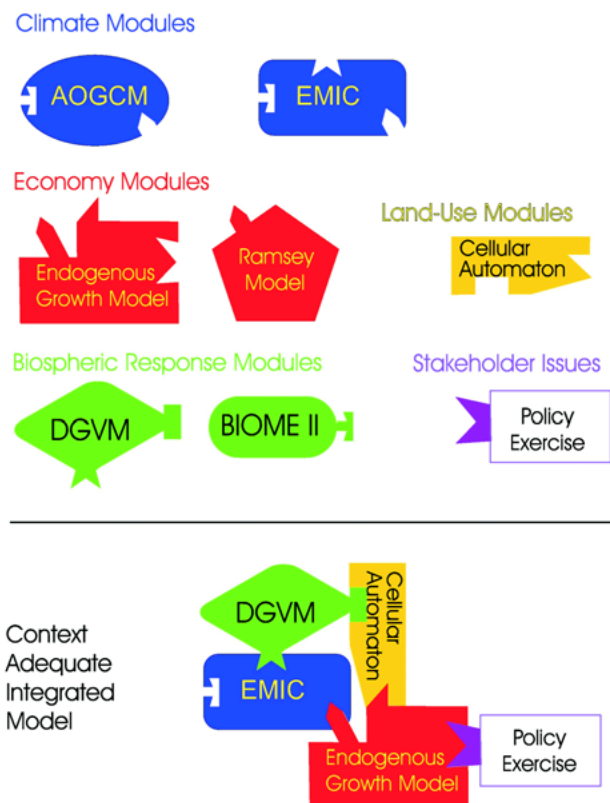 Climate Modules
AOGCM
EMIC
Economy Modules
Endogenous
Growth Model
Ramsey
Model
Land-Use Modules
Cellular
Automaton
Biospheric Response Modules
DGVM
BIOME II
Stakeholder Issues
Policy
Exercise
Context
Adequate
Integrated
Model
DGVM
Cellular
Automaton
EMIC
Endogenous
Growth Model
Policy
Exercise